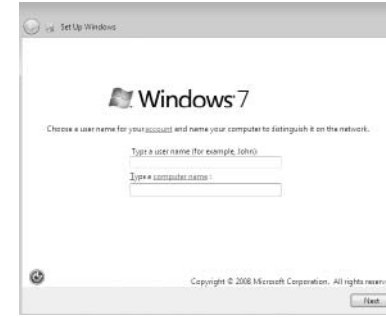 Set Up Windows
Windows 7
Choose a user name for your account and name your computer to distinguish it on the network.
Type a user name (for example, John):
Type a computer name:
Copyright © 2008 Microsoft Corporation. All rights reserv
Next